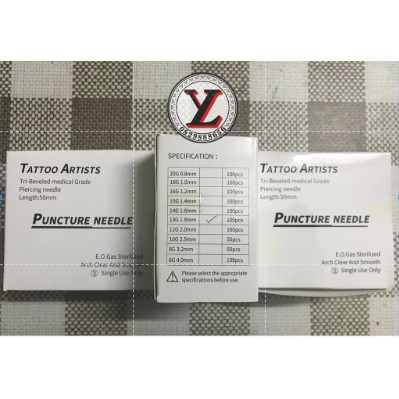 YL
0829888626
TATTOO ARTISTS
Tri-Beveled medical Grade
Piercing needle
Length:50mm
PUNCTURE NEEDLE
E.O.Gas Sterilized
Arch Clear And Smooth
Single Use Only
SPECIFICATION :
20G 0.8mm 100pcs
18G 1.0mm 100pcs
16G 1.2mm 100pcs
15G 1.4mm 100pcs
14G 1.6mm 100pcs
13G 1.8mm ✓ 100pcs
12G 2.0mm 100pcs
10G 2.5mm 50pcs
8G 3.2mm 50pcs
6G 4.0mm 100pcs
Please select the appropriate
specifications before use.
TATTOO ARTISTS
Tri-Beveled medical Grade
Piercing needle
Length:50mm
PUNCTURE NEEDLE
E.O.Gas Sterilized
Arch Clear And Smooth
Single Use Only